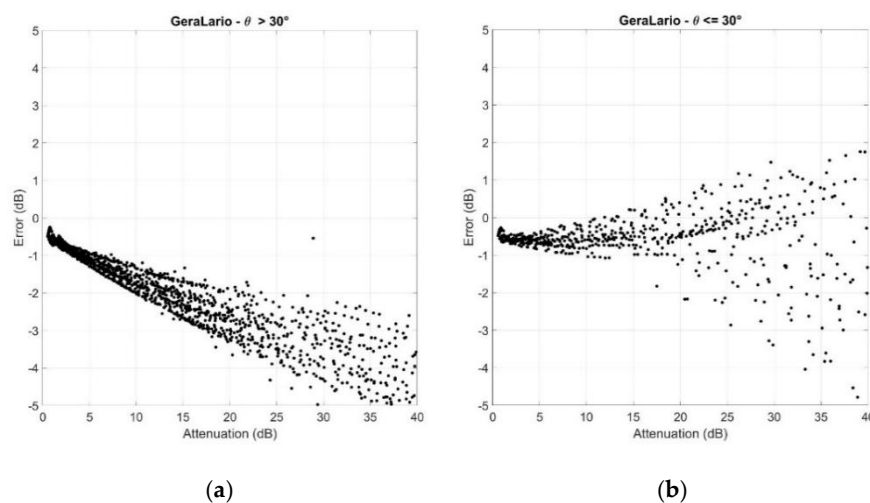 GeraLario - θ > 30°
5
4
3
2
1
0
-1
-2
-3
-4
-5
Error (dB)
0 5 10 15 20 25 30 35 40
Attenuation (dB)
(a)
GeraLario - θ <= 30°
5
4
3
2
1
0
-1
-2
-3
-4
-5
Error (dB)
0 5 10 15 20 25 30 35 40
Attenuation (dB)
(b)